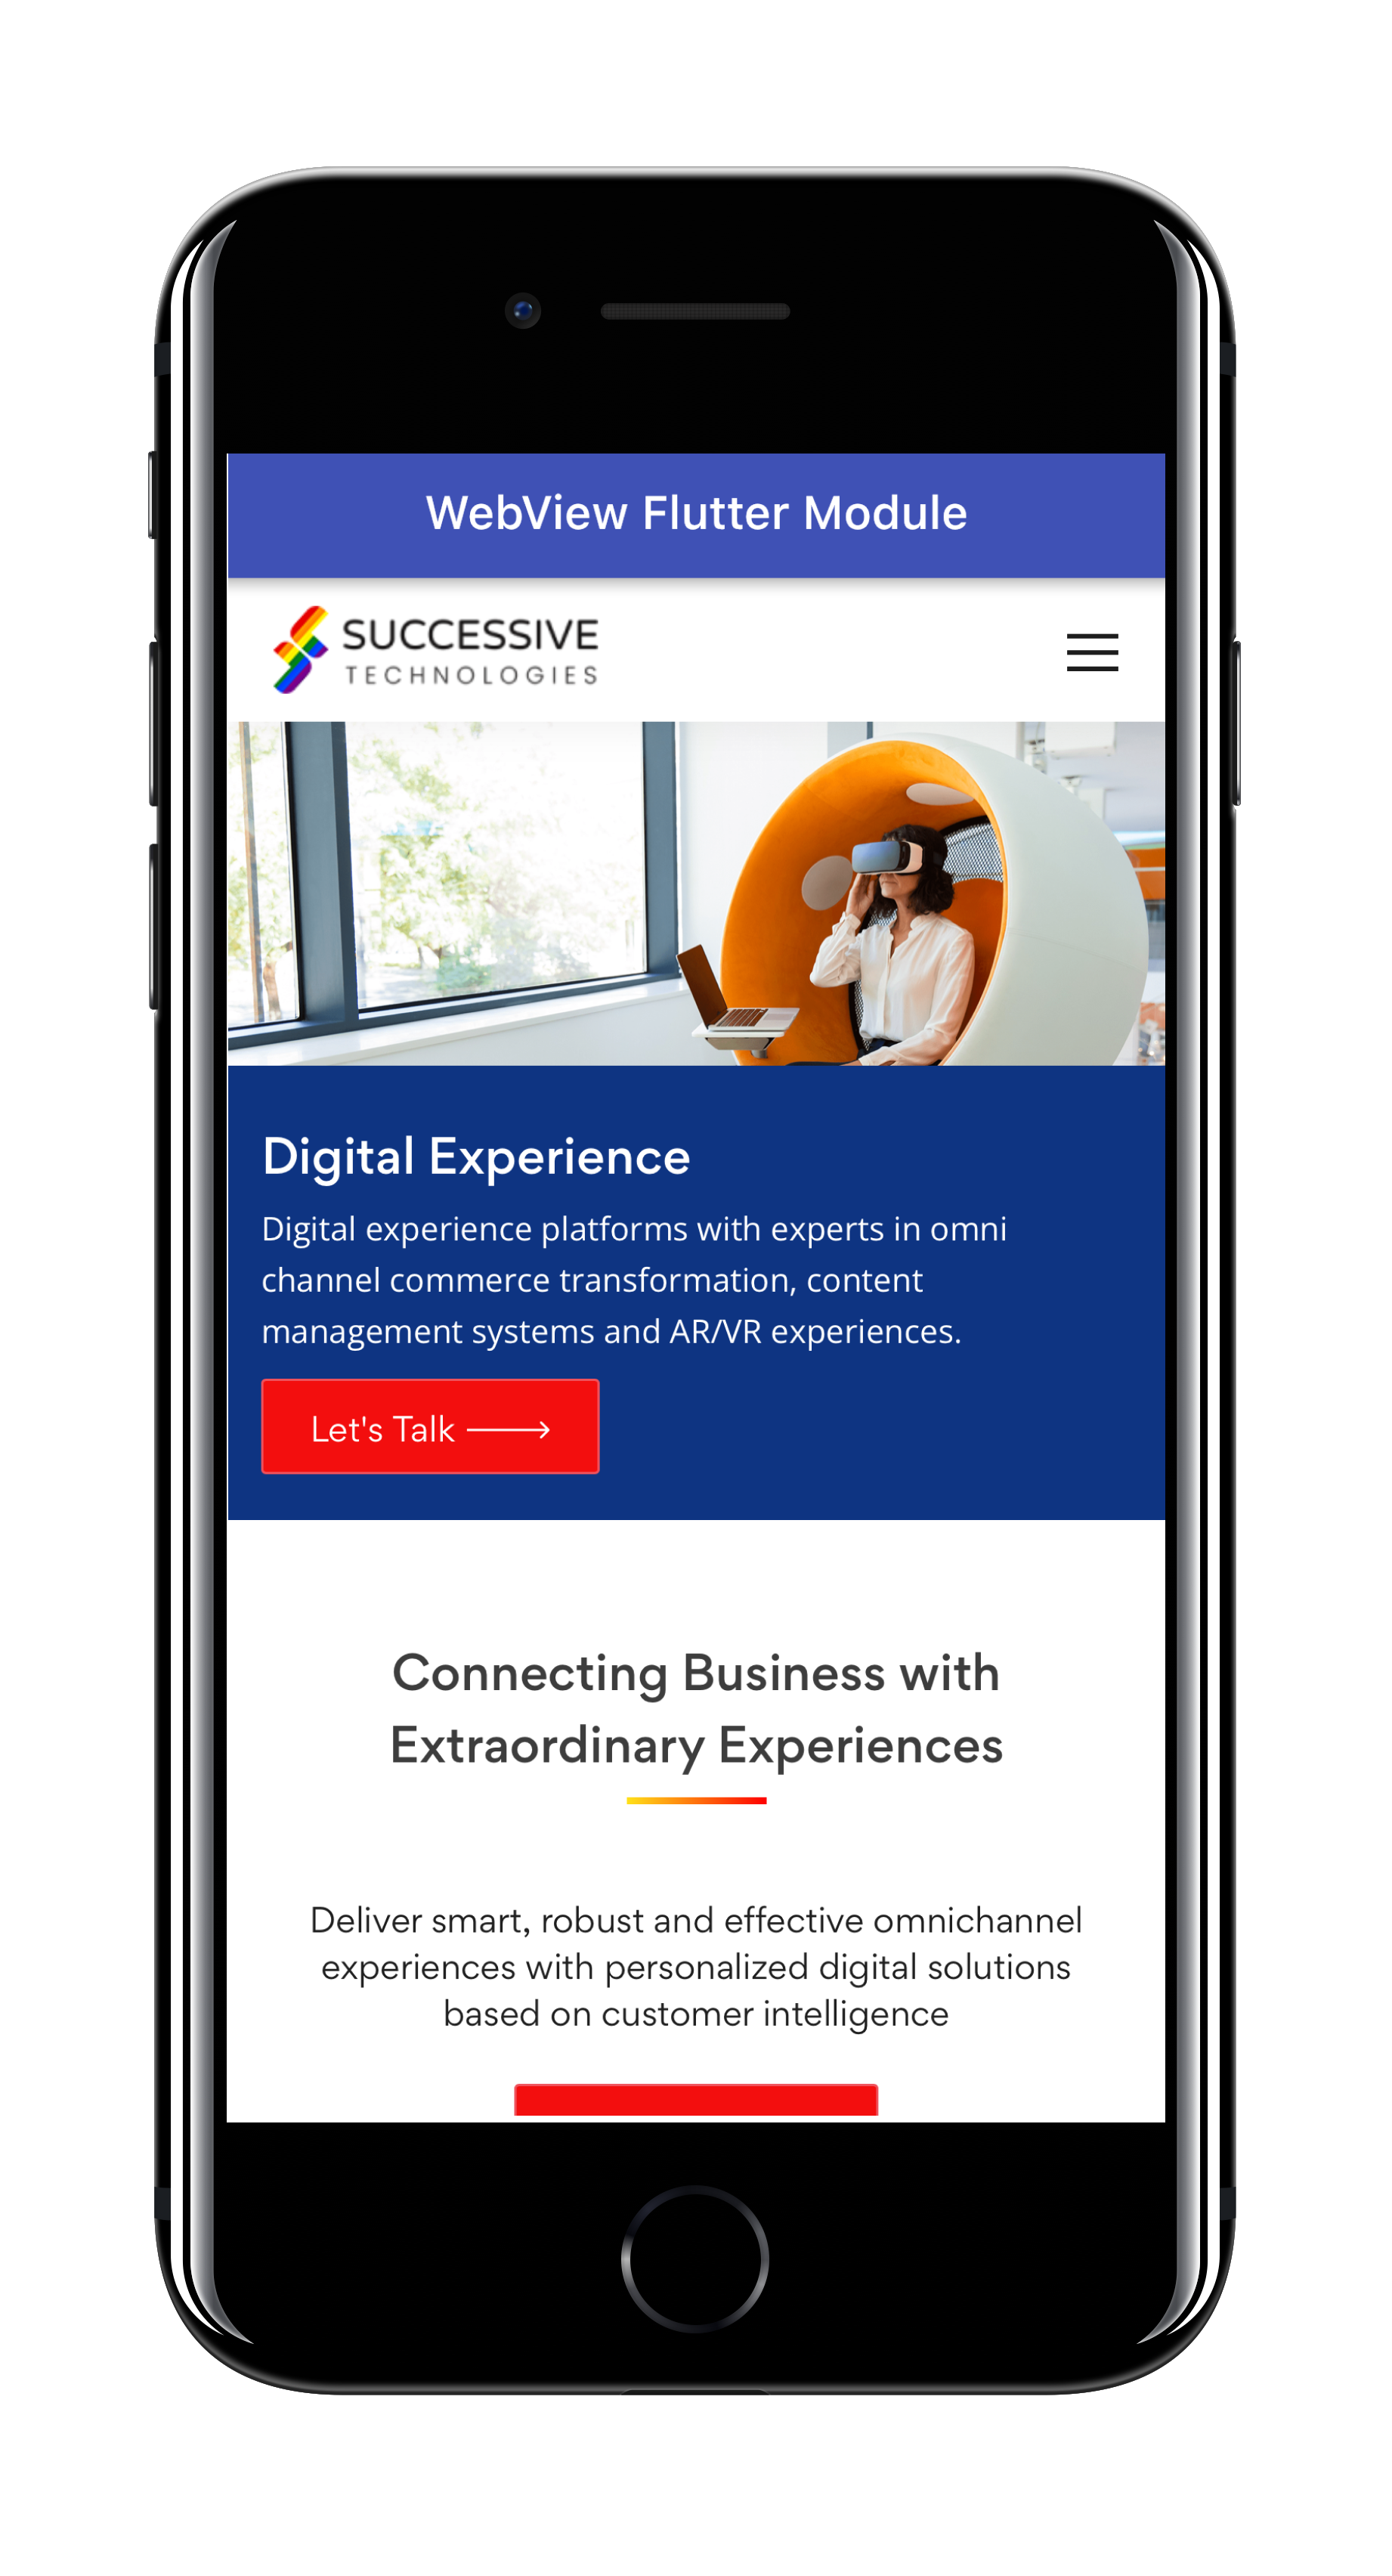 WebView Flutter Module
SUCCESSIVE
TECHNOLOGIES
Digital Experience
Digital experience platforms with experts in omni
channel commerce transformation, content
management systems and AR/VR experiences.
Let's Talk
Connecting Business with
Extraordinary Experiences
Deliver smart, robust and effective omnichannel
experiences with personalized digital solutions
based on customer intelligence